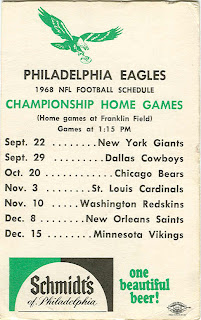 PHILADELPHIA EAGLES
1968 NFL FOOTBALL SCHEDULE
CHAMPIONSHIP HOME GAMES
(Home games at Franklin Field)
Games at 1:15 PM
Sept. 22 ..........New York Giants
Sept. 29 ...........Dallas Cowboys
Oct. 20 .............Chicago Bears
Nov. 3 .........St. Louis Cardinals
Nov. 10 .....Washington Redskins
Dec. 8 .......New Orleans Saints
Dec. 15 .........Minnesota Vikings
Schmidt's
of Philadelphia
one
beautiful
beer!